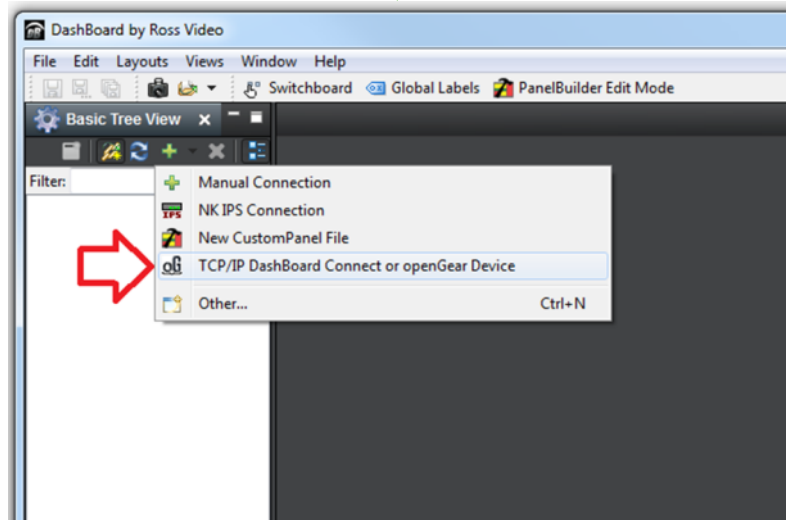 DashBoard by Ross Video
File Edit Layouts Views Window Help
Switchboard Global Labels PanelBuilder Edit Mode
Basic Tree View
Filter:
Manual Connection
IPS NK IPS Connection
New CustomPanel File
oG TCP/IP DashBoard Connect or openGear Device
Other... Ctrl+N